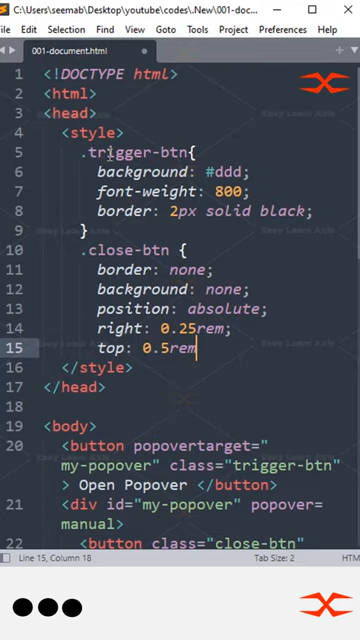 C:\Users\seemab\Desktop\youtube\codes\.New\001-doc...
File Edit Selection Find View Goto Tools Project Preferences H
001-document.html
1 <!DOCTYPE html>
2 <html>
3 <head>
4 <style>
5 .trigger-btn{
6 background: #ddd;
7 font-weight: 800;
8 border: 2px solid black;
9 }
10 .close-btn {
11 border: none;
12 background: none;
13 position: absolute;
14 right: 0.25rem;
15 top: 0.5rem
16 </style>
17 </head>
18
19 <body>
20 <button popovertarget="
my-popover" class="trigger-btn"
> Open Popover </button>
21 <div id="my-popover" popover=
manual>
22 <button class="close-btn"
Line 15, Column 18 Tab Size: 2 HTM